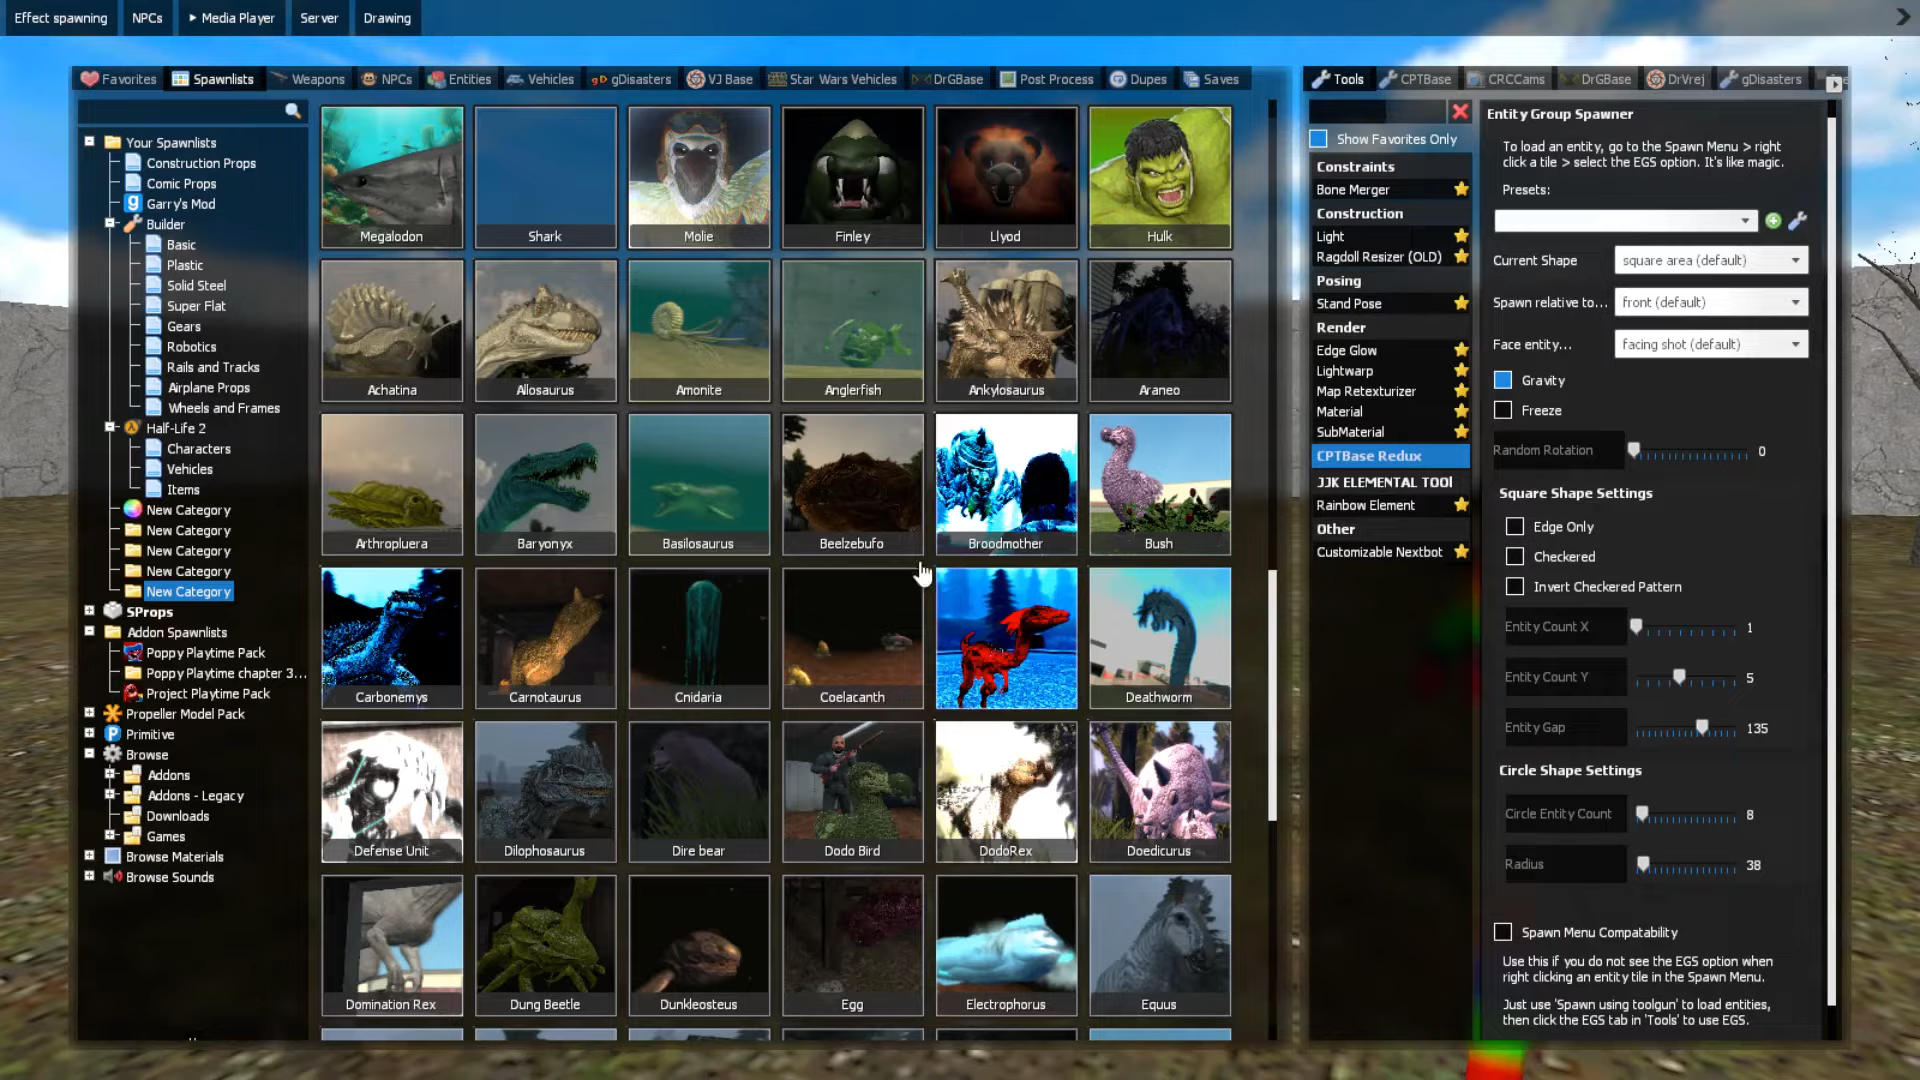 Effect spawning
NPCs
Media Player
Server
Drawing
Favorites
Spawnlists
Weapons
NPCs
Entities
Vehicles
gDisasters
VJ Base
Star Wars Vehicles
DrGBase
Post Process
Dupes
Saves
Your Spawnlists
Construction Props
Comic Props
Garry's Mod
Builder
Basic
Plastic
Solid Steel
Super Flat
Gears
Robotics
Rails and Tracks
Airplane Props
Wheels and Frames
Half-Life 2
Characters
Vehicles
Items
New Category
New Category
New Category
New Category
New Category
SProps
Addon Spawnlists
Poppy Playtime Pack
Poppy Playtime chapter 3...
Project Playtime Pack
Propeller Model Pack
Primitive
Browse
Addons
Addons - Legacy
Downloads
Games
Browse Materials
Browse Sounds
Megalodon
Shark
Molie
Finley
Llyod
Hulk
Achatina
Allosaurus
Amonite
Anglerfish
Ankylosaurus
Araneo
Arthropluera
Baryonyx
Basilosaurus
Beelzebufo
Broodmother
Bush
Carbonemys
Carnotaurus
Cnidaria
Coelacanth
Deathworm
Defense Unit
Dilophosaurus
Dire bear
Dodo Bird
DodoRex
Doedicurus
Domination Rex
Dung Beetle
Dunkleosteus
Egg
Electrophorus
Equus
Tools
CPTBase
CRCCams
DrGBase
DrVrej
gDisasters
Show Favorites Only
Constraints
Bone Merger
Construction
Light
Ragdoll Resizer (OLD)
Posing
Stand Pose
Render
Edge Glow
Lightwarp
Map Retexturizer
Material
SubMaterial
CPTBase Redux
JJK ELEMENTAL TOOl
Rainbow Element
Other
Customizable Nextbot
Entity Group Spawner
To load an entity, go to the Spawn Menu > right
click a tile > select the EGS option. It's like magic.
Presets:
Current Shape
square area (default)
Spawn relative to...
front (default)
Face entity...
facing shot (default)
Gravity
Freeze
Random Rotation
0
Square Shape Settings
Edge Only
Checkered
Invert Checkered Pattern
Entity Count X
1
Entity Count Y
5
Entity Gap
135
Circle Shape Settings
Circle Entity Count
8
Radius
38
Spawn Menu Compatability
Use this if you do not see the EGS option when
right clicking an entity tile in the Spawn Menu.
Just use 'Spawn using toolgun' to load entities,
then click the EGS tab in 'Tools' to use EGS.